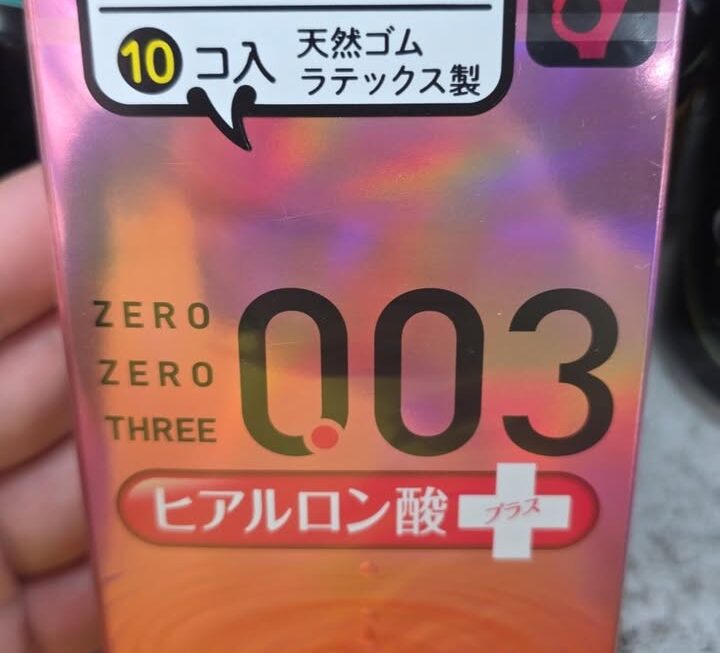 10コ入
天然ゴム
ラテックス製
ZERO
ZERO
THREE
0.03
ヒアルロン酸
プラス